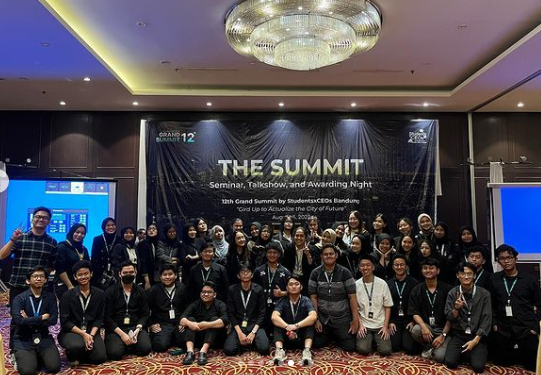 GRAND
SUMMIT 12
THE SUMMIT
Seminar, Talkshow, and Awarding Night
12th Grand Summit by StudentsxCEOs Bandung
"Gird Up to Actualize the City of Future"